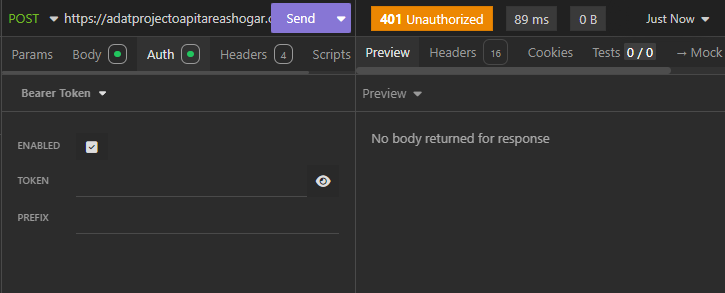 POST https://adatprojectoapitareashogar. Send 401 Unauthorized 89 ms 0 B Just Now
Params Body Auth Headers 4 Scripts Preview Headers 16 Cookies Tests 0 / 0 → Mock
Bearer Token Preview
ENABLED No body returned for response
TOKEN
PREFIX